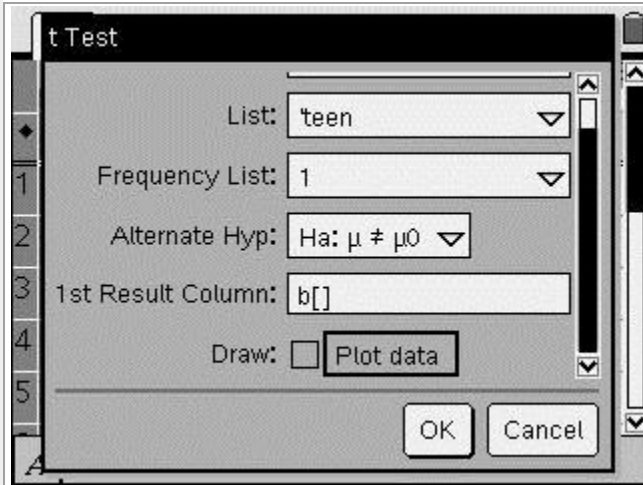 t Test
List: 'teen
Frequency List: 1
Alternate Hyp: Ha: μ ≠ μ0
1st Result Column: b[]
Draw: Plot data
OK Cancel
1
2
3
4
5
A